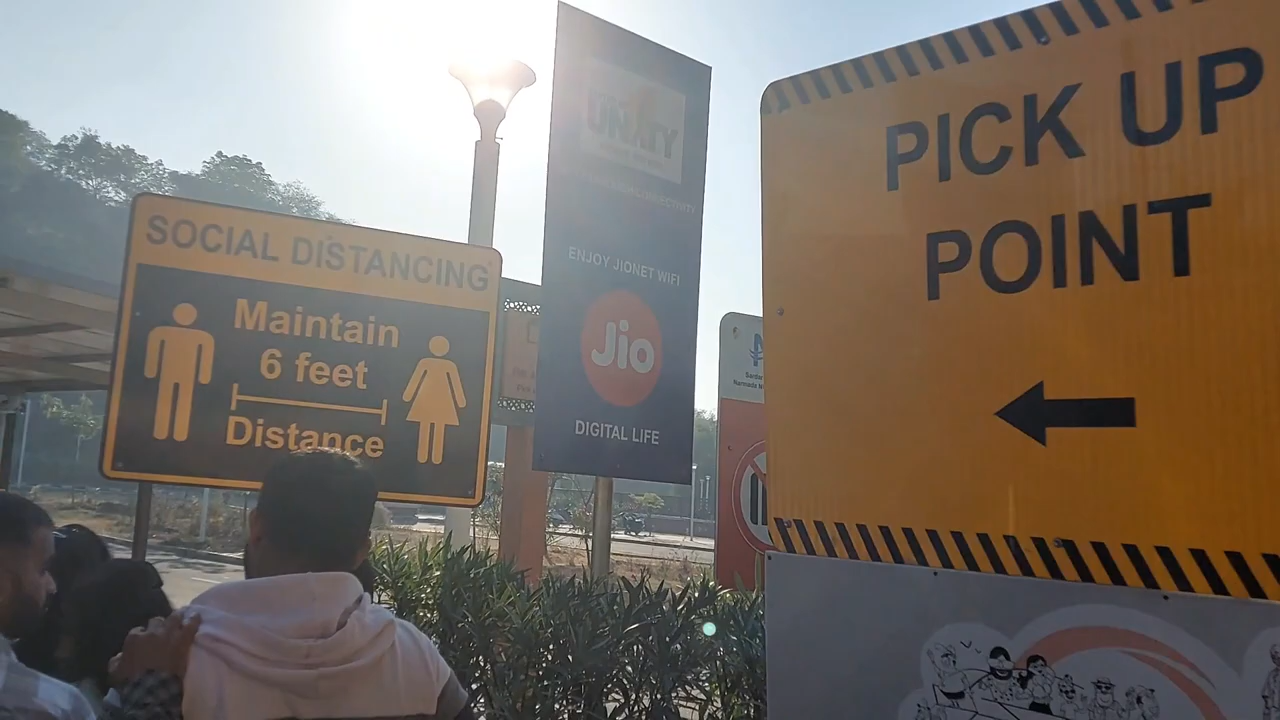 SOCIAL DISTANCING
Maintain
6 feet
Distance
UNITY
ENJOY JIONET WIFI
Jio
DIGITAL LIFE
PICK UP
POINT